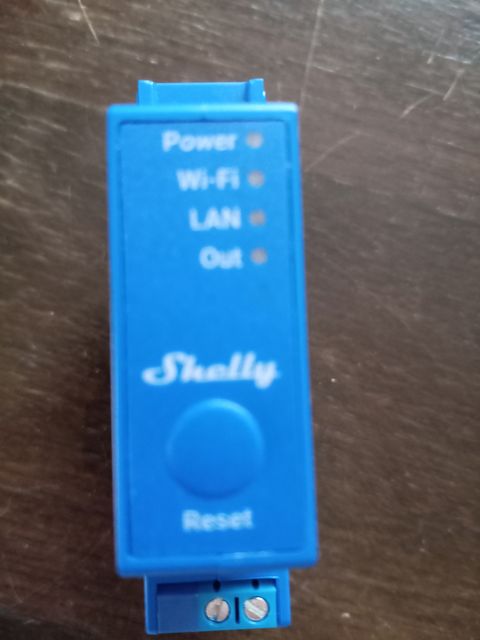 Power
Wi-Fi
LAN
Out
Shelly
Reset